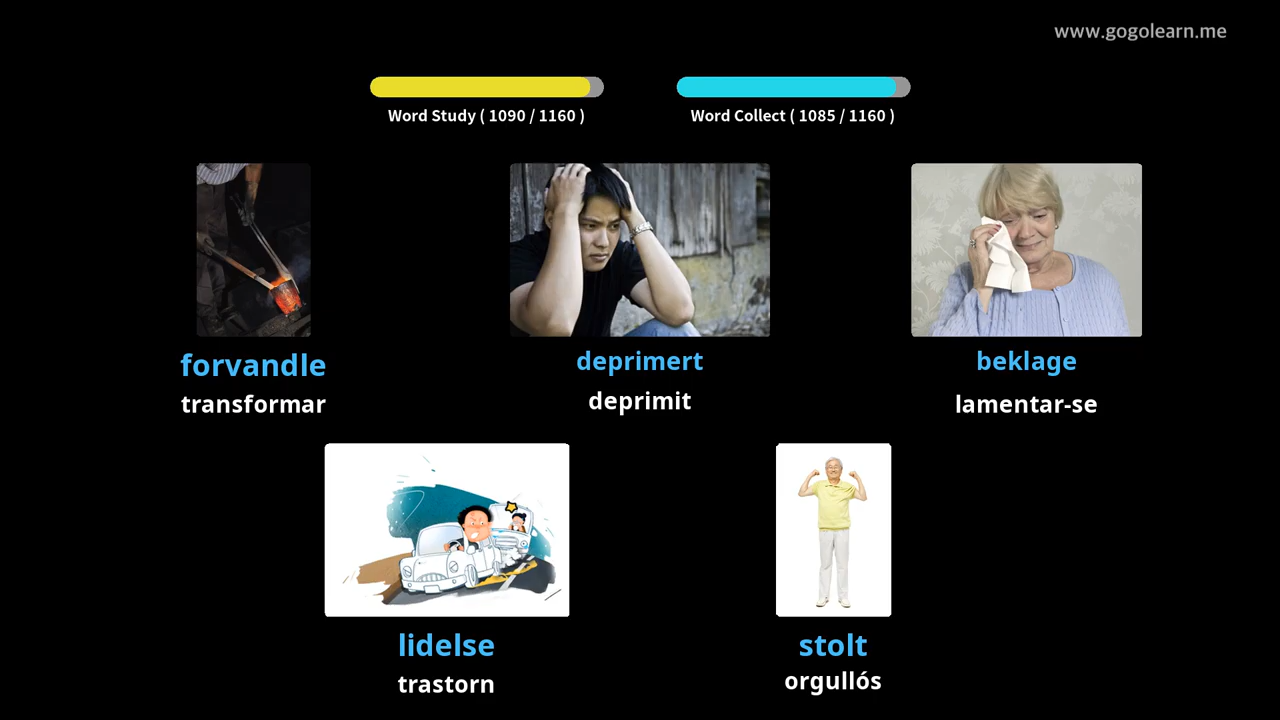 www.gogolearn.me
Word Study ( 1090 / 1160 )
Word Collect ( 1085 / 1160 )
forvandle
transformar
deprimert
deprimit
beklage
lamentar-se
lidelse
trastorn
stolt
orgullós